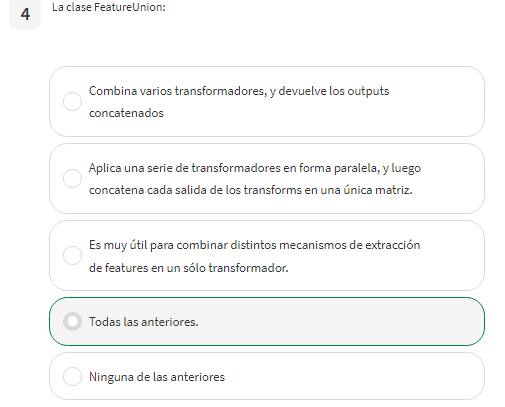 4
La clase FeatureUnion:
Combina varios transformadores, y devuelve los outputs
concatenados
Aplica una serie de transformadores en forma paralela, y luego
concatena cada salida de los transforms en una única matriz.
Es muy útil para combinar distintos mecanismos de extracción
de features en un sólo transformador.
Todas las anteriores.
Ninguna de las anteriores